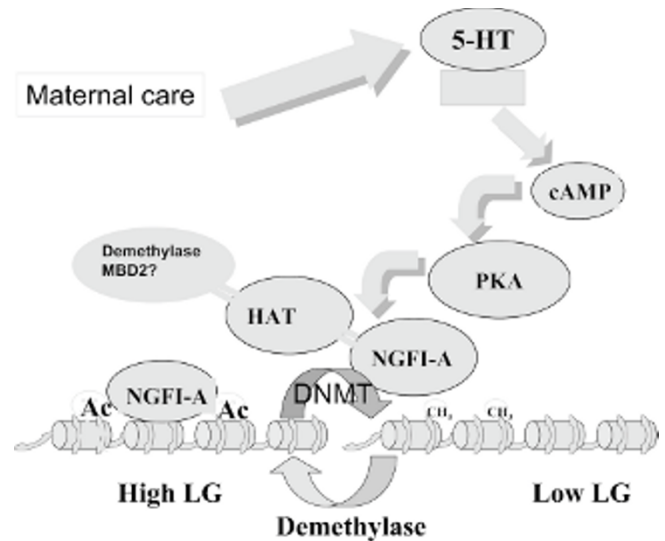 5-HT
Maternal care
cAMP
Demethylase
MBD2?
PKA
HAT
NGFI-A
DNMT
NGFI-A
Ac
Ac
CH₃
CH₃
High LG
Low LG
Demethylase